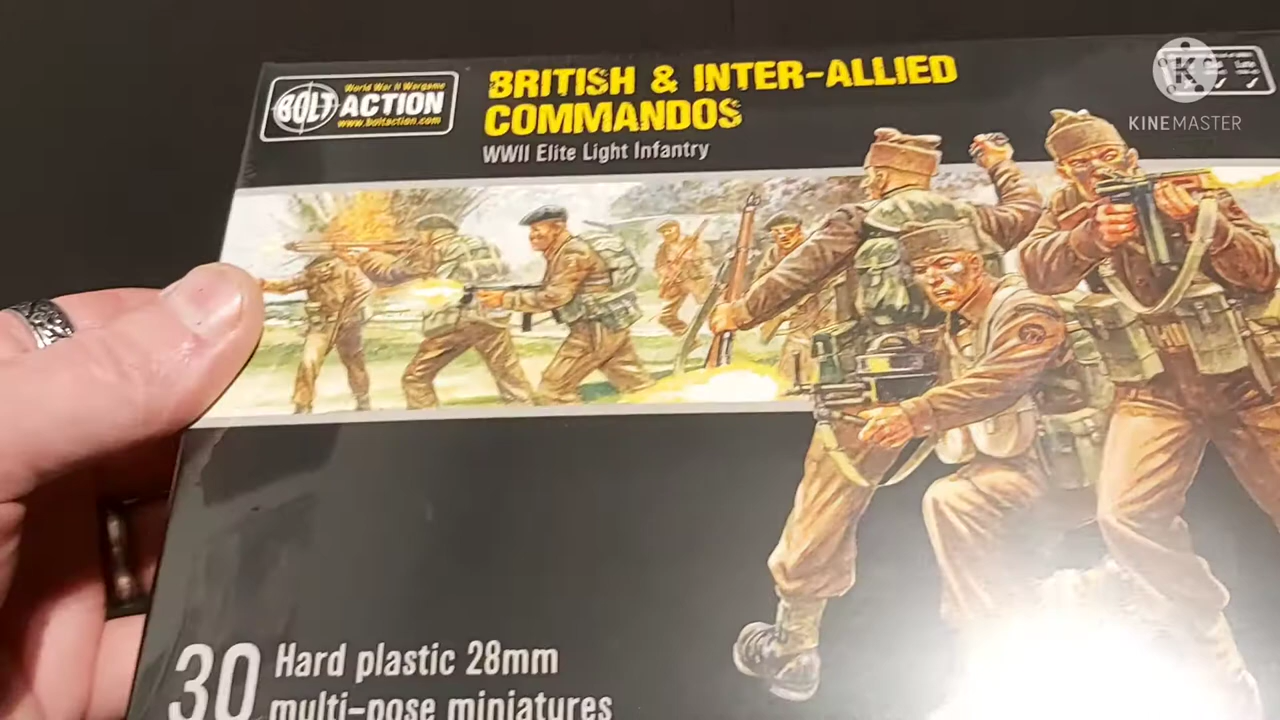 World War II Wargame
BOLT ACTION
www.boltaction.com
BRITISH & INTER-ALLIED
COMMANDOS
WWII Elite Light Infantry
KINEMASTER
30 Hard plastic 28mm
multi-pose miniatures